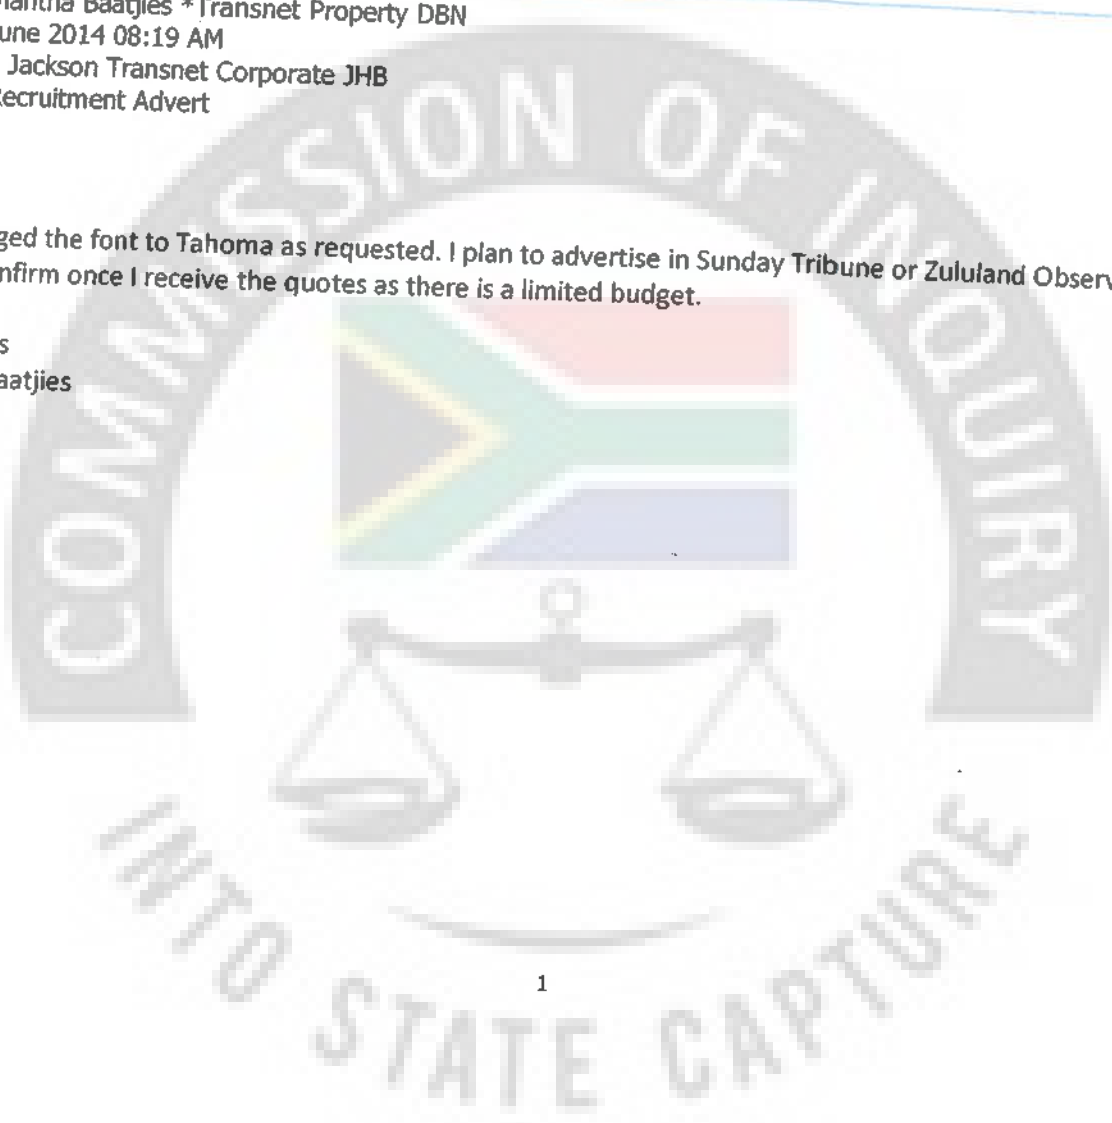 mantha Baatjies *Transnet Property DBN
une 2014 08:19 AM
Jackson Transnet Corporate JHB
Recruitment Advert
ged the font to Tahoma as requested. I plan to advertise in Sunday Tribune or Zululand Observ
nfirm once I receive the quotes as there is a limited budget.
s
aatjies
1
COMMISSION OF INQUIRY
INTO STATE CAPTURE